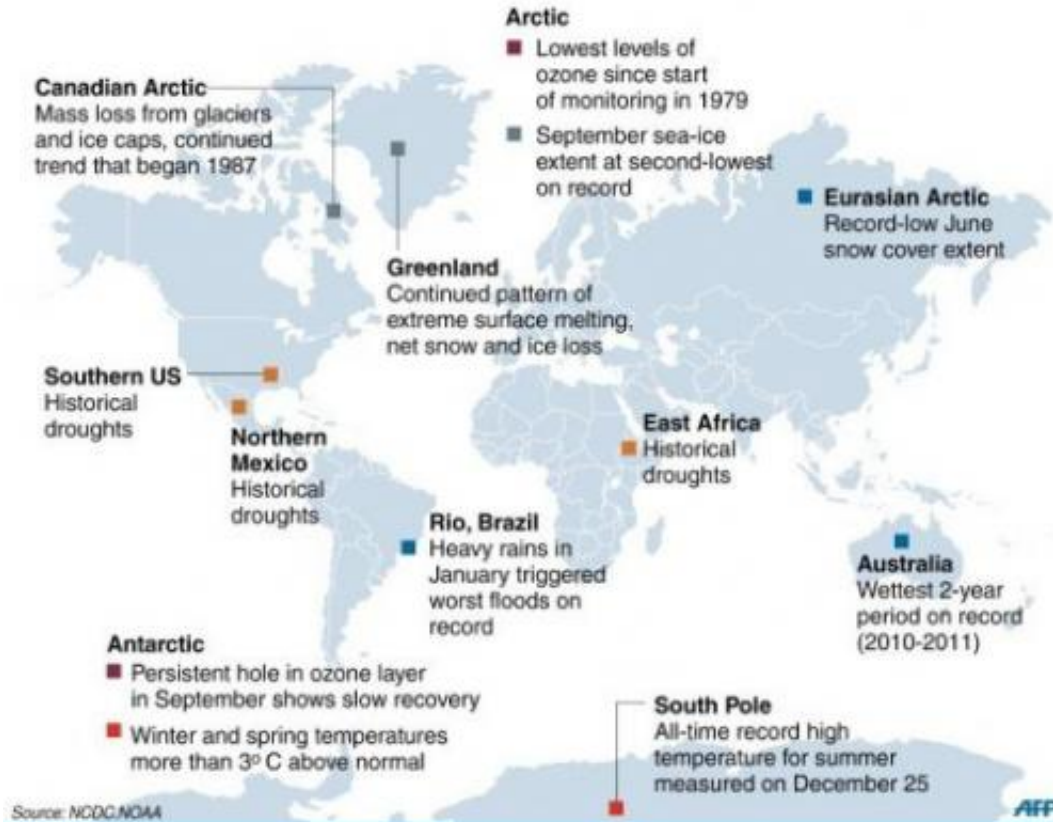 Arctic
Lowest levels of
ozone since start
of monitoring in 1979
September sea-ice
extent at second-lowest
on record
Canadian Arctic
Mass loss from glaciers
and ice caps, continued
trend that began 1987
Eurasian Arctic
Record-low June
snow cover extent
Greenland
Continued pattern of
extreme surface melting,
net snow and ice loss
Southern US
Historical
droughts
Northern
Mexico
Historical
droughts
East Africa
Historical
droughts
Rio, Brazil
Heavy rains in
January triggered
worst floods on
record
Australia
Wettest 2-year
period on record
(2010-2011)
Antarctic
Persistent hole in ozone layer
in September shows slow recovery
Winter and spring temperatures
more than 3º C above normal
South Pole
All-time record high
temperature for summer
measured on December 25
Source: NCDC.NOAA
AFP